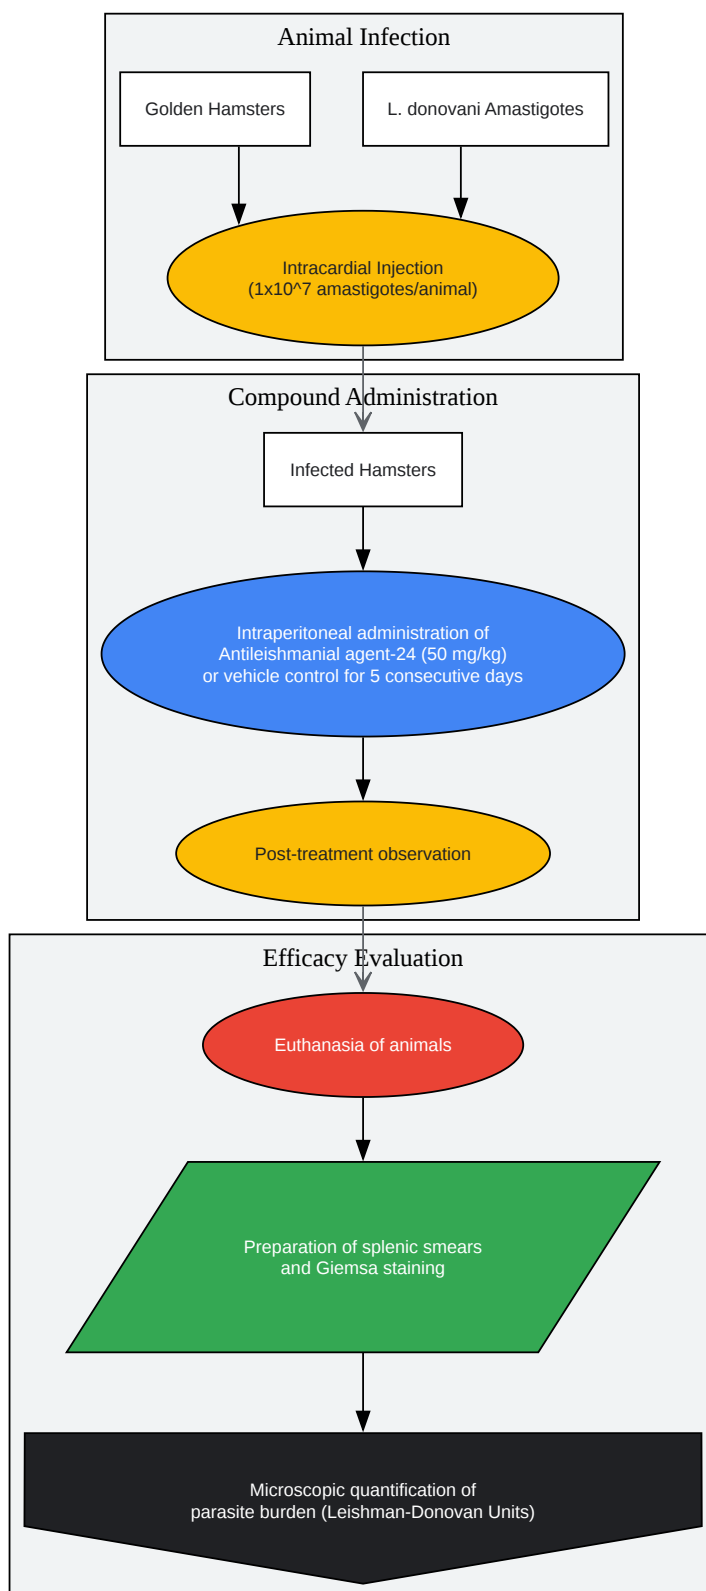 Animal Infection
Golden Hamsters
L. donovani Amastigotes
Intracardial Injection
(1x10^7 amastigotes/animal)
Compound Administration
Infected Hamsters
Intraperitoneal administration of
Antileishmanial agent-24 (50 mg/kg)
or vehicle control for 5 consecutive days
Post-treatment observation
Efficacy Evaluation
Euthanasia of animals
Preparation of splenic smears
and Giemsa staining
Microscopic quantification of
parasite burden (Leishman-Donovan Units)